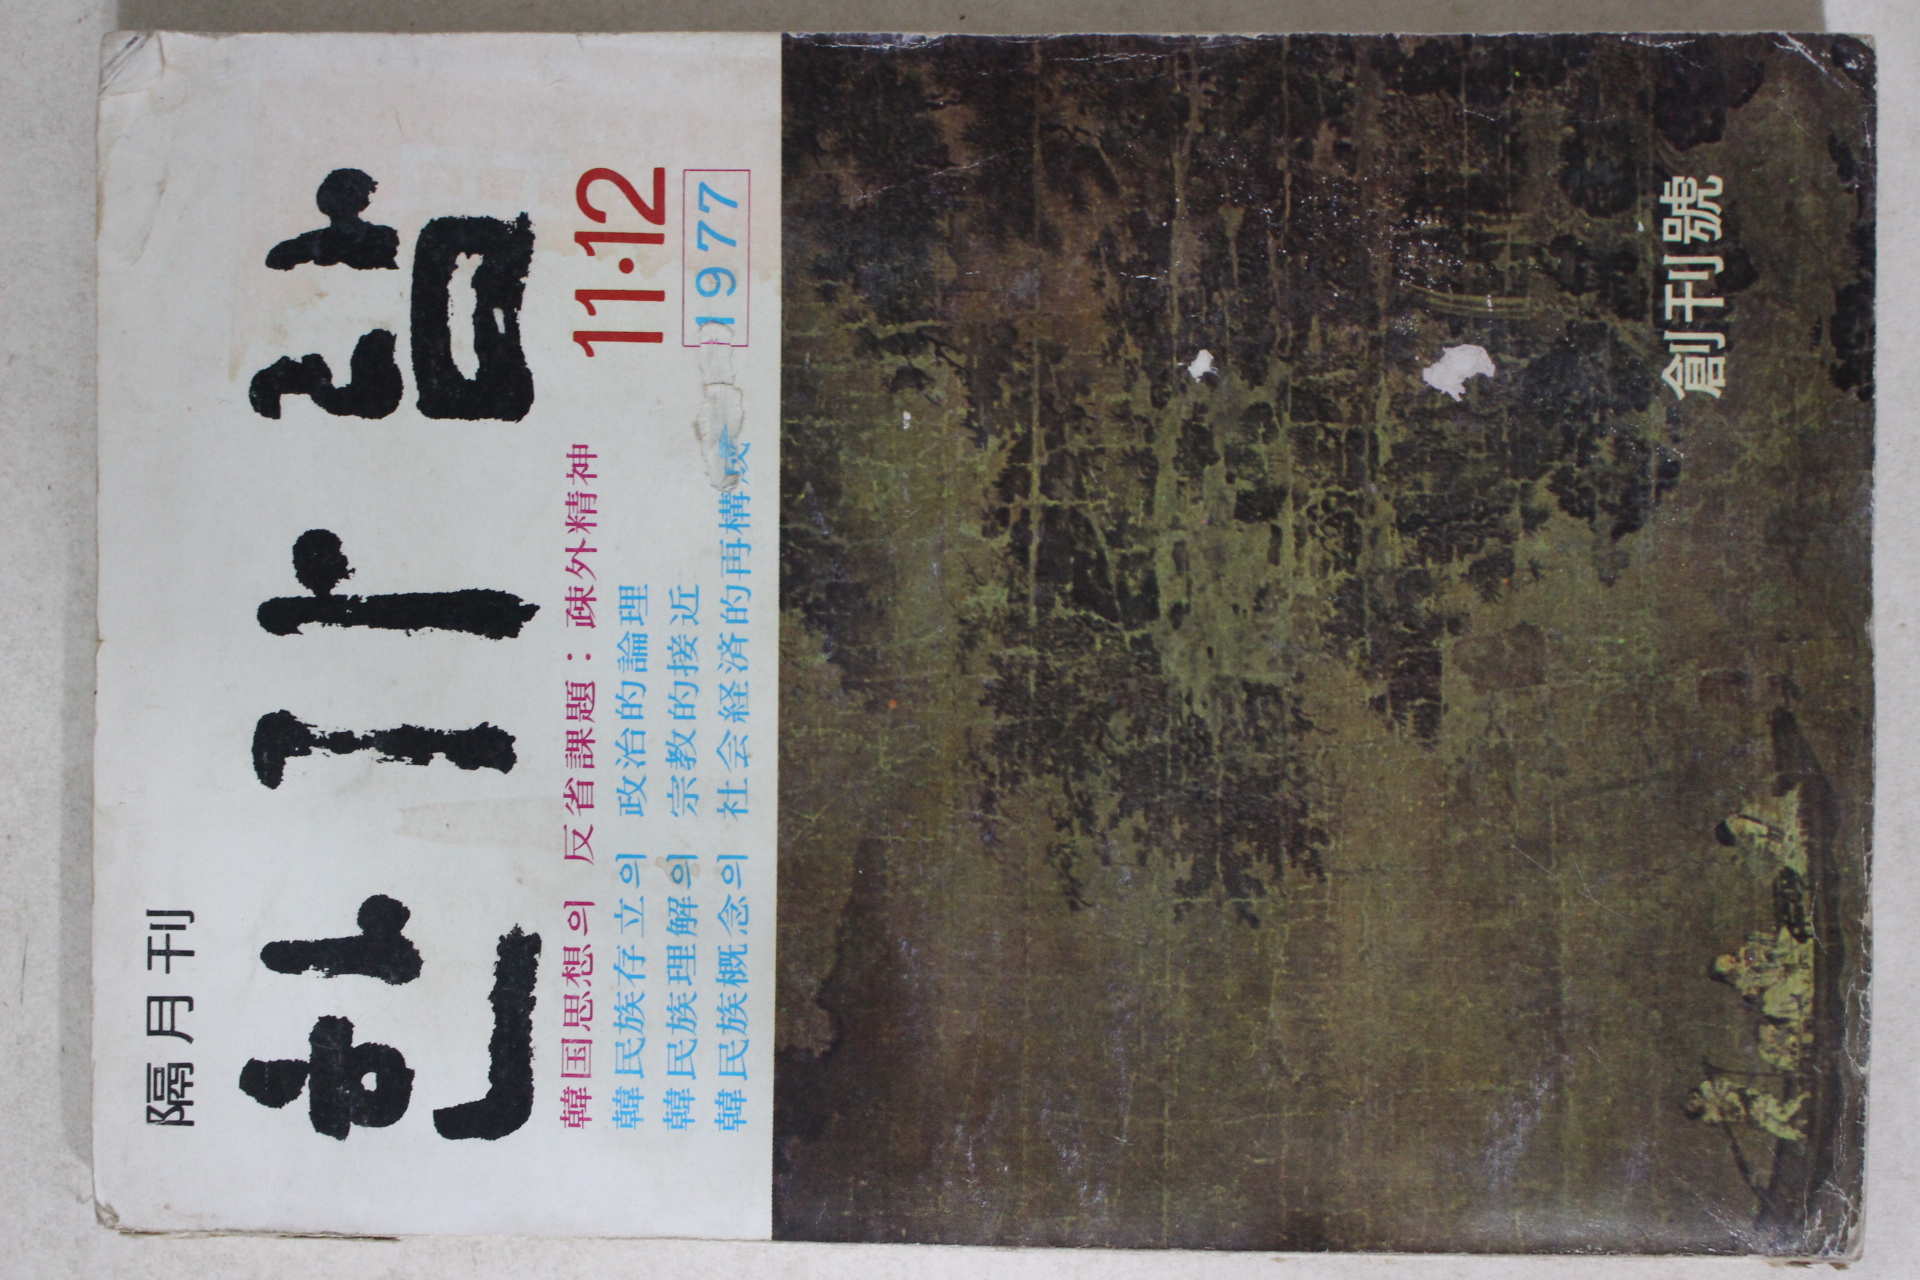 隔月刊
한가람
韓国思想의 反省課題：疎外精神
韓民族存立의 政治的論理
韓民族理解의 宗教的接近
韓民族概念의 社会経済的再構成
11·12
1977
創刊號